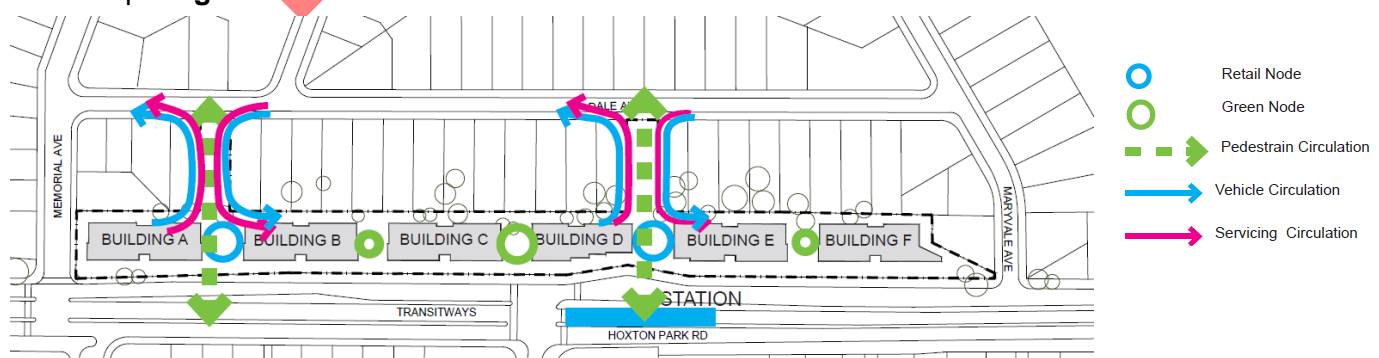 MEMORIAL AVE
DALE A
MARYVALE AVE
BUILDING A
BUILDING B
BUILDING C
BUILDING D
BUILDING E
BUILDING F
TRANSITWAYS
STATION
HOXTON PARK RD
Retail Node
Green Node
Pedestrain Circulation
Vehicle Circulation
Servicing Circulation